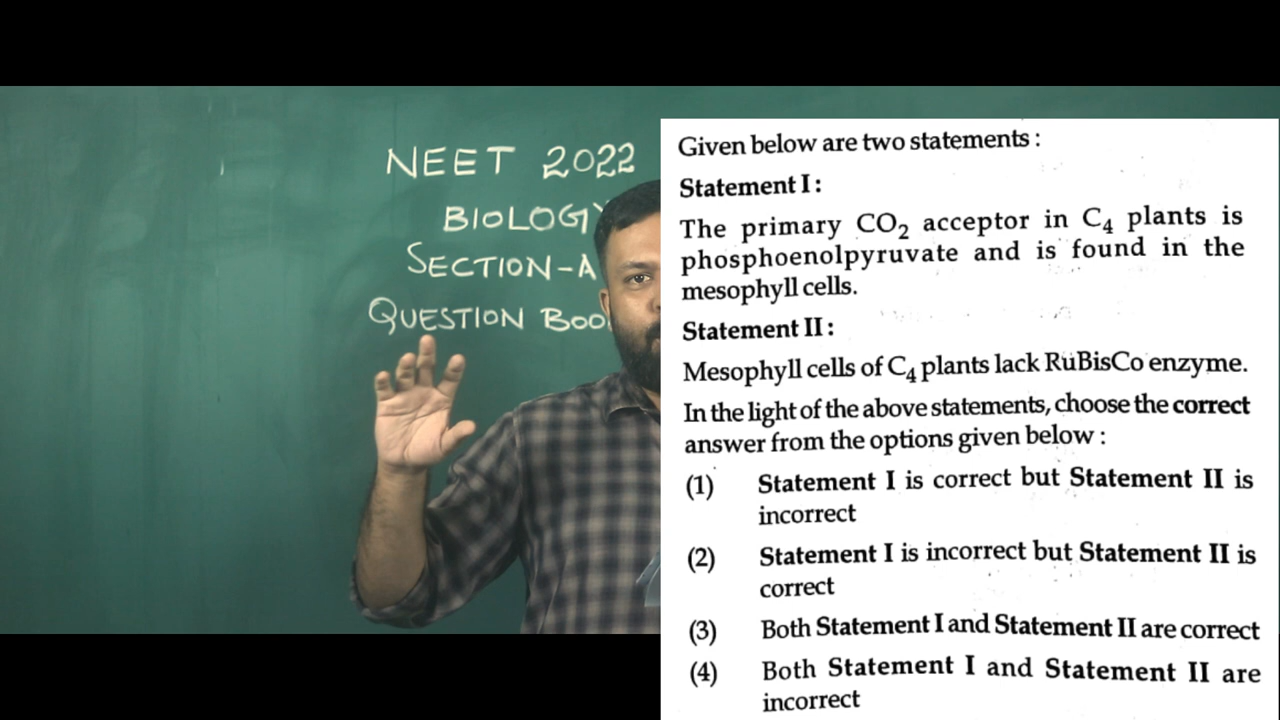 NEET 2022
BIOLOGY
SECTION-A
QUESTION
Given below are two statements :
Statement I :
The primary CO₂ acceptor in C₄ plants is
phosphoenolpyruvate and is found in the
mesophyll cells.
Statement II :
Mesophyll cells of C₄ plants lack RuBisCo enzyme.
In the light of the above statements, choose the correct
answer from the options given below :
(1) Statement I is correct but Statement II is
incorrect
(2) Statement I is incorrect but Statement II is
correct
(3) Both Statement I and Statement II are correct
(4) Both Statement I and Statement II are
incorrect